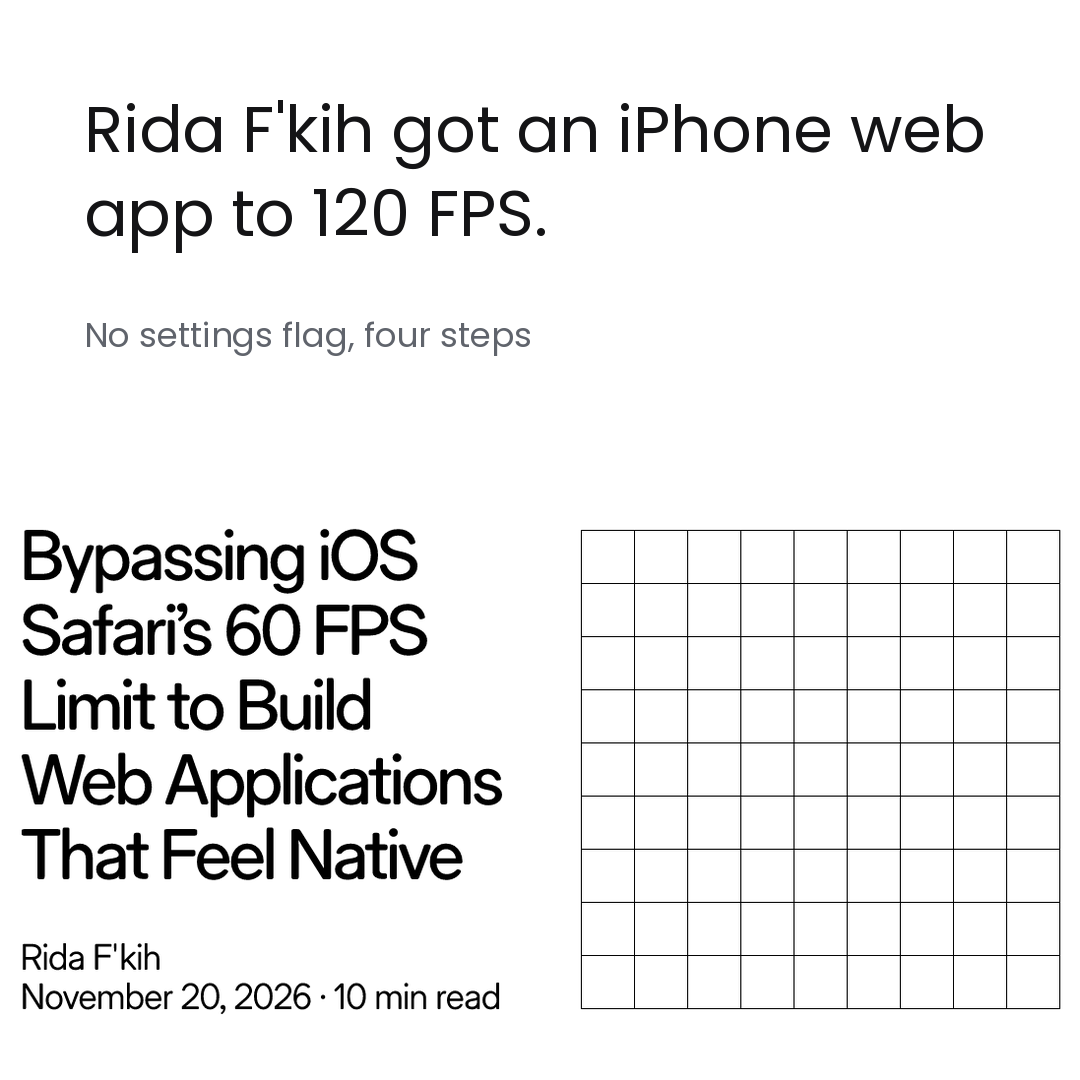 Rida F'kih got an iPhone web
app to 120 FPS.
No settings flag, four steps
Bypassing iOS
Safari’s 60 FPS
Limit to Build
Web Applications
That Feel Native
Rida F'kih
November 20, 2026 · 10 min read